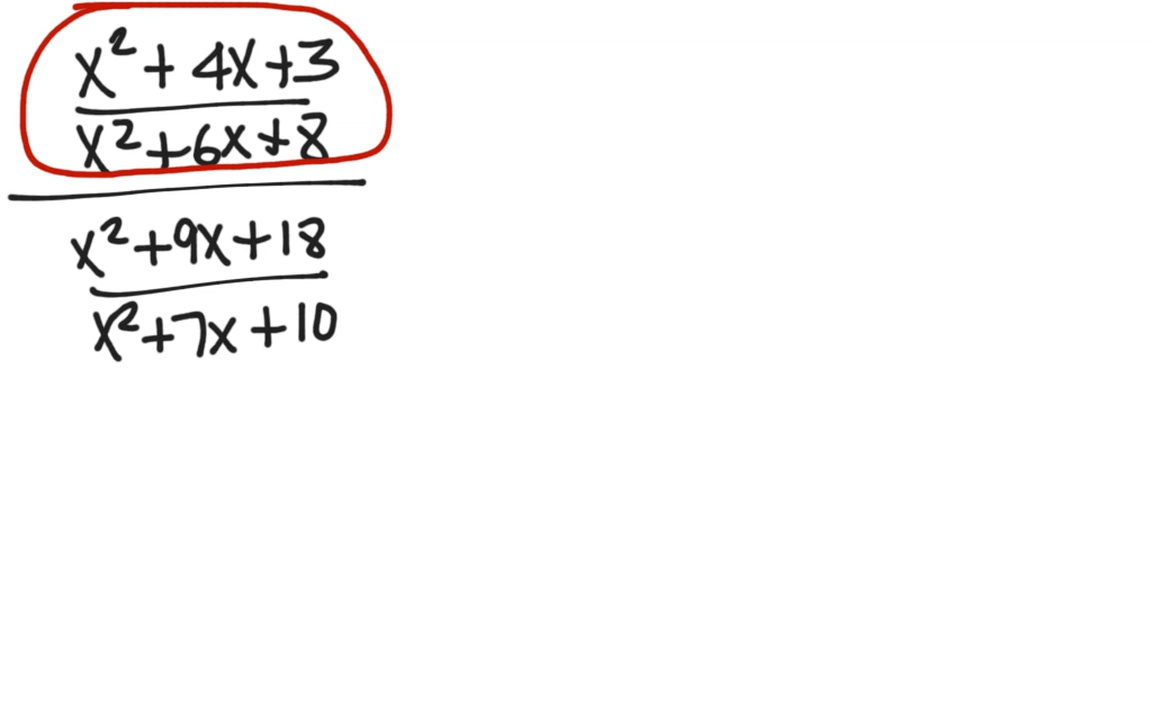 x² + 4x + 3
x² + 6x + 8
x² + 9x + 18
x² + 7x + 10